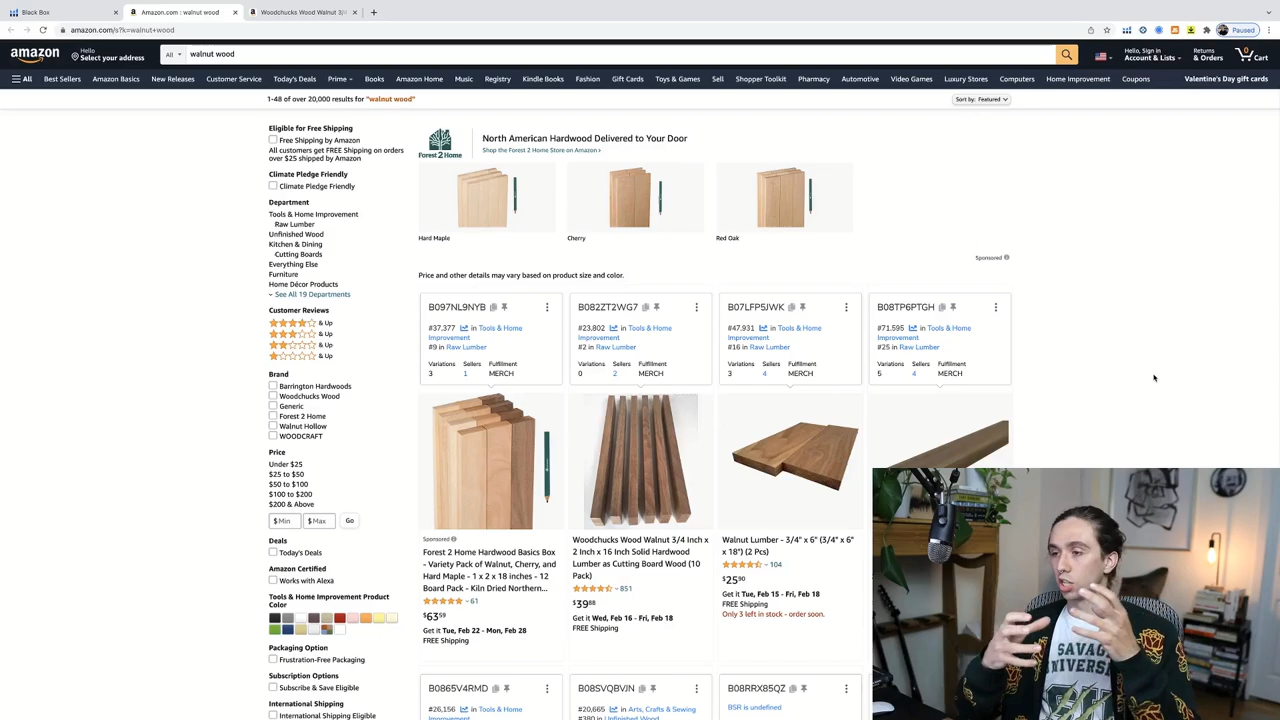 Black Box
Amazon.com : walnut wood
Woodchucks Wood Walnut 3/4
amazon.com/s?k=walnut+wood
Paused
amazon
Hello
Select your address
All
walnut wood
Hello, Sign in
Account & Lists
Returns
& Orders
0
Cart
All
Best Sellers
Amazon Basics
New Releases
Customer Service
Today's Deals
Prime
Books
Amazon Home
Music
Registry
Kindle Books
Fashion
Gift Cards
Toys & Games
Sell
Shopper Toolkit
Pharmacy
Automotive
Video Games
Luxury Stores
Computers
Home Improvement
Coupons
Valentine's Day gift cards
1-48 of over 20,000 results for "walnut wood"
Sort by: Featured
Eligible for Free Shipping
Free Shipping by Amazon
All customers get FREE Shipping on orders
over $25 shipped by Amazon
Climate Pledge Friendly
Climate Pledge Friendly
Department
Tools & Home Improvement
Raw Lumber
Unfinished Wood
Kitchen & Dining
Cutting Boards
Everything Else
Furniture
Home Décor Products
See All 19 Departments
Customer Reviews
& Up
& Up
& Up
& Up
Brand
Barrington Hardwoods
Woodchucks Wood
Generic
Forest 2 Home
Walnut Hollow
WOODCRAFT
Price
Under $25
$25 to $50
$50 to $100
$100 to $200
$200 & Above
$ Min
$ Max
Go
Deals
Today's Deals
Amazon Certified
Works with Alexa
Tools & Home Improvement Product
Color
Packaging Option
Frustration-Free Packaging
Subscription Options
Subscribe & Save Eligible
International Shipping
International Shipping Eligible
Forest 2 Home
North American Hardwood Delivered to Your Door
Shop the Forest 2 Home Store on Amazon ›
Hard Maple
Cherry
Red Oak
Sponsored
Price and other details may vary based on product size and color.
B097NL9NYB
#37,377 in Tools & Home
Improvement
#9 in Raw Lumber
Variations Sellers Fulfillment
3 1 MERCH
B082ZT2WG7
#23,802 in Tools & Home
Improvement
#2 in Raw Lumber
Variations Sellers Fulfillment
0 2 MERCH
B07LFP5JWK
#47,931 in Tools & Home
Improvement
#16 in Raw Lumber
Variations Sellers Fulfillment
3 4 MERCH
B08TP6PTGH
#71,595 in Tools & Home
Improvement
#25 in Raw Lumber
Variations Sellers Fulfillment
5 4 MERCH
Sponsored
Forest 2 Home Hardwood Basics Box
- Variety Pack of Walnut, Cherry, and
Hard Maple - 1 x 2 x 18 inches - 12
Board Pack - Kiln Dried Northern...
61
$63.59
Get it Tue, Feb 22 - Mon, Feb 28
FREE Shipping
Woodchucks Wood Walnut 3/4 Inch x
2 Inch x 16 Inch Solid Hardwood
Lumber as Cutting Board Wood (10
Pack)
851
$39.88
Get it Wed, Feb 16 - Fri, Feb 18
FREE Shipping
Walnut Lumber - 3/4" x 6" (3/4" x 6"
x 18") (2 Pcs)
104
$25.90
Get it Tue, Feb 15 - Fri, Feb 18
FREE Shipping
Only 3 left in stock - order soon.
B0865V4RMD
#26,156 in Tools & Home
Improvement
B08SVQBVJN
#20,665 in Arts, Crafts & Sewing
#380 in Unfinished Wood
B08RRX85QZ
BSR is undefined
SAVAG
NIVERSE